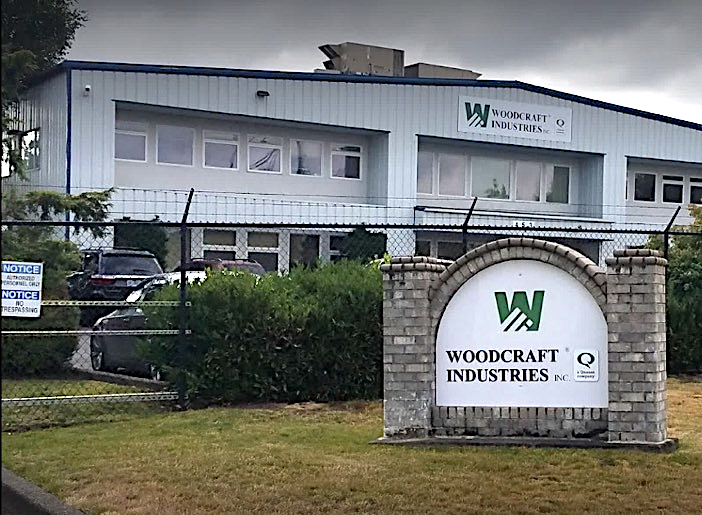 W WOODCRAFT
INDUSTRIES INC.
Q
NOTICE
AUTHORIZED
PERSONNEL ONLY
NOTICE
NO
TRESPASSING
W
WOODCRAFT ®
INDUSTRIES INC.
Q
a Quanex
company